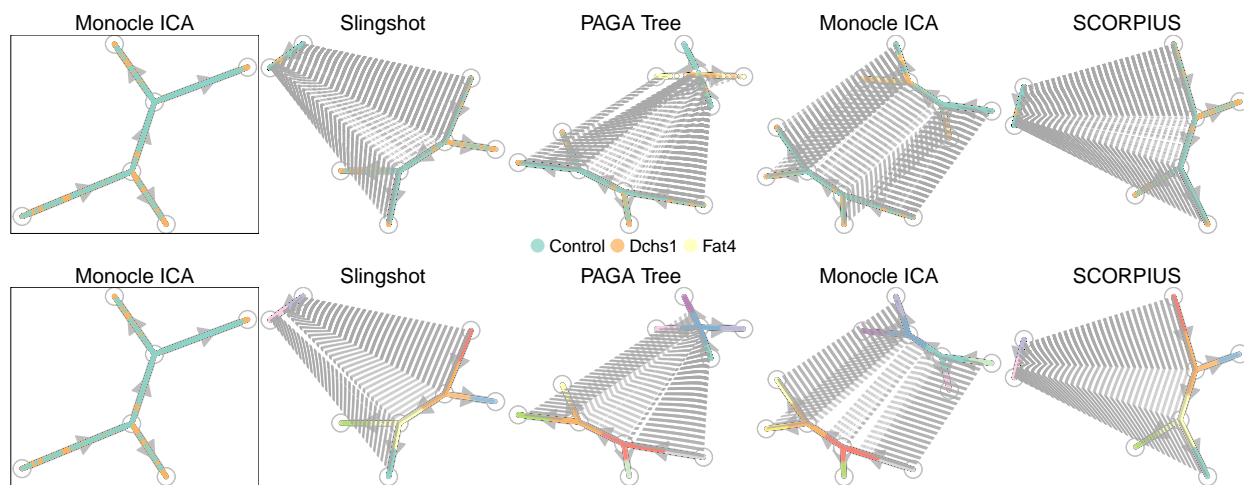 Monocle ICA Slingshot PAGA Tree Monocle ICA SCORPIUS
Control Dchs1 Fat4
Monocle ICA Slingshot PAGA Tree Monocle ICA SCORPIUS